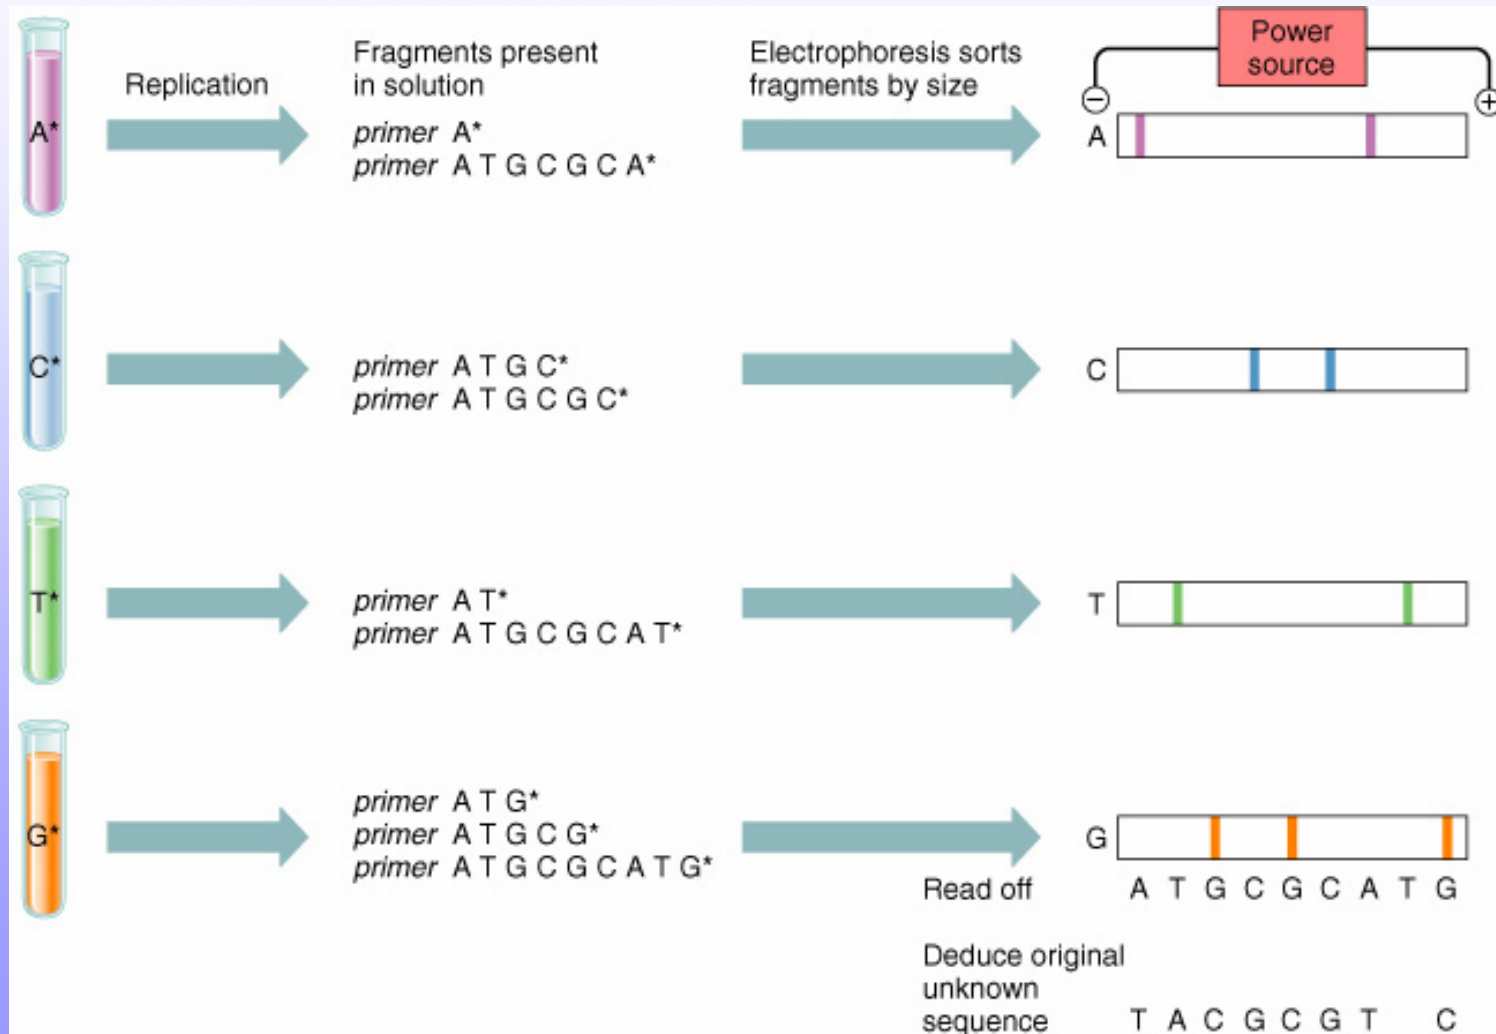 Replication
Fragments present
in solution
Electrophoresis sorts
fragments by size
Power
source
−
+
A*
primer A*
primer A T G C G C A*
A
C*
primer A T G C*
primer A T G C G C*
C
T*
primer A T*
primer A T G C G C A T*
T
G*
primer A T G*
primer A T G C G*
primer A T G C G C A T G*
G
Read off A T G C G C A T G
Deduce original
unknown
sequence T A C G C G T C